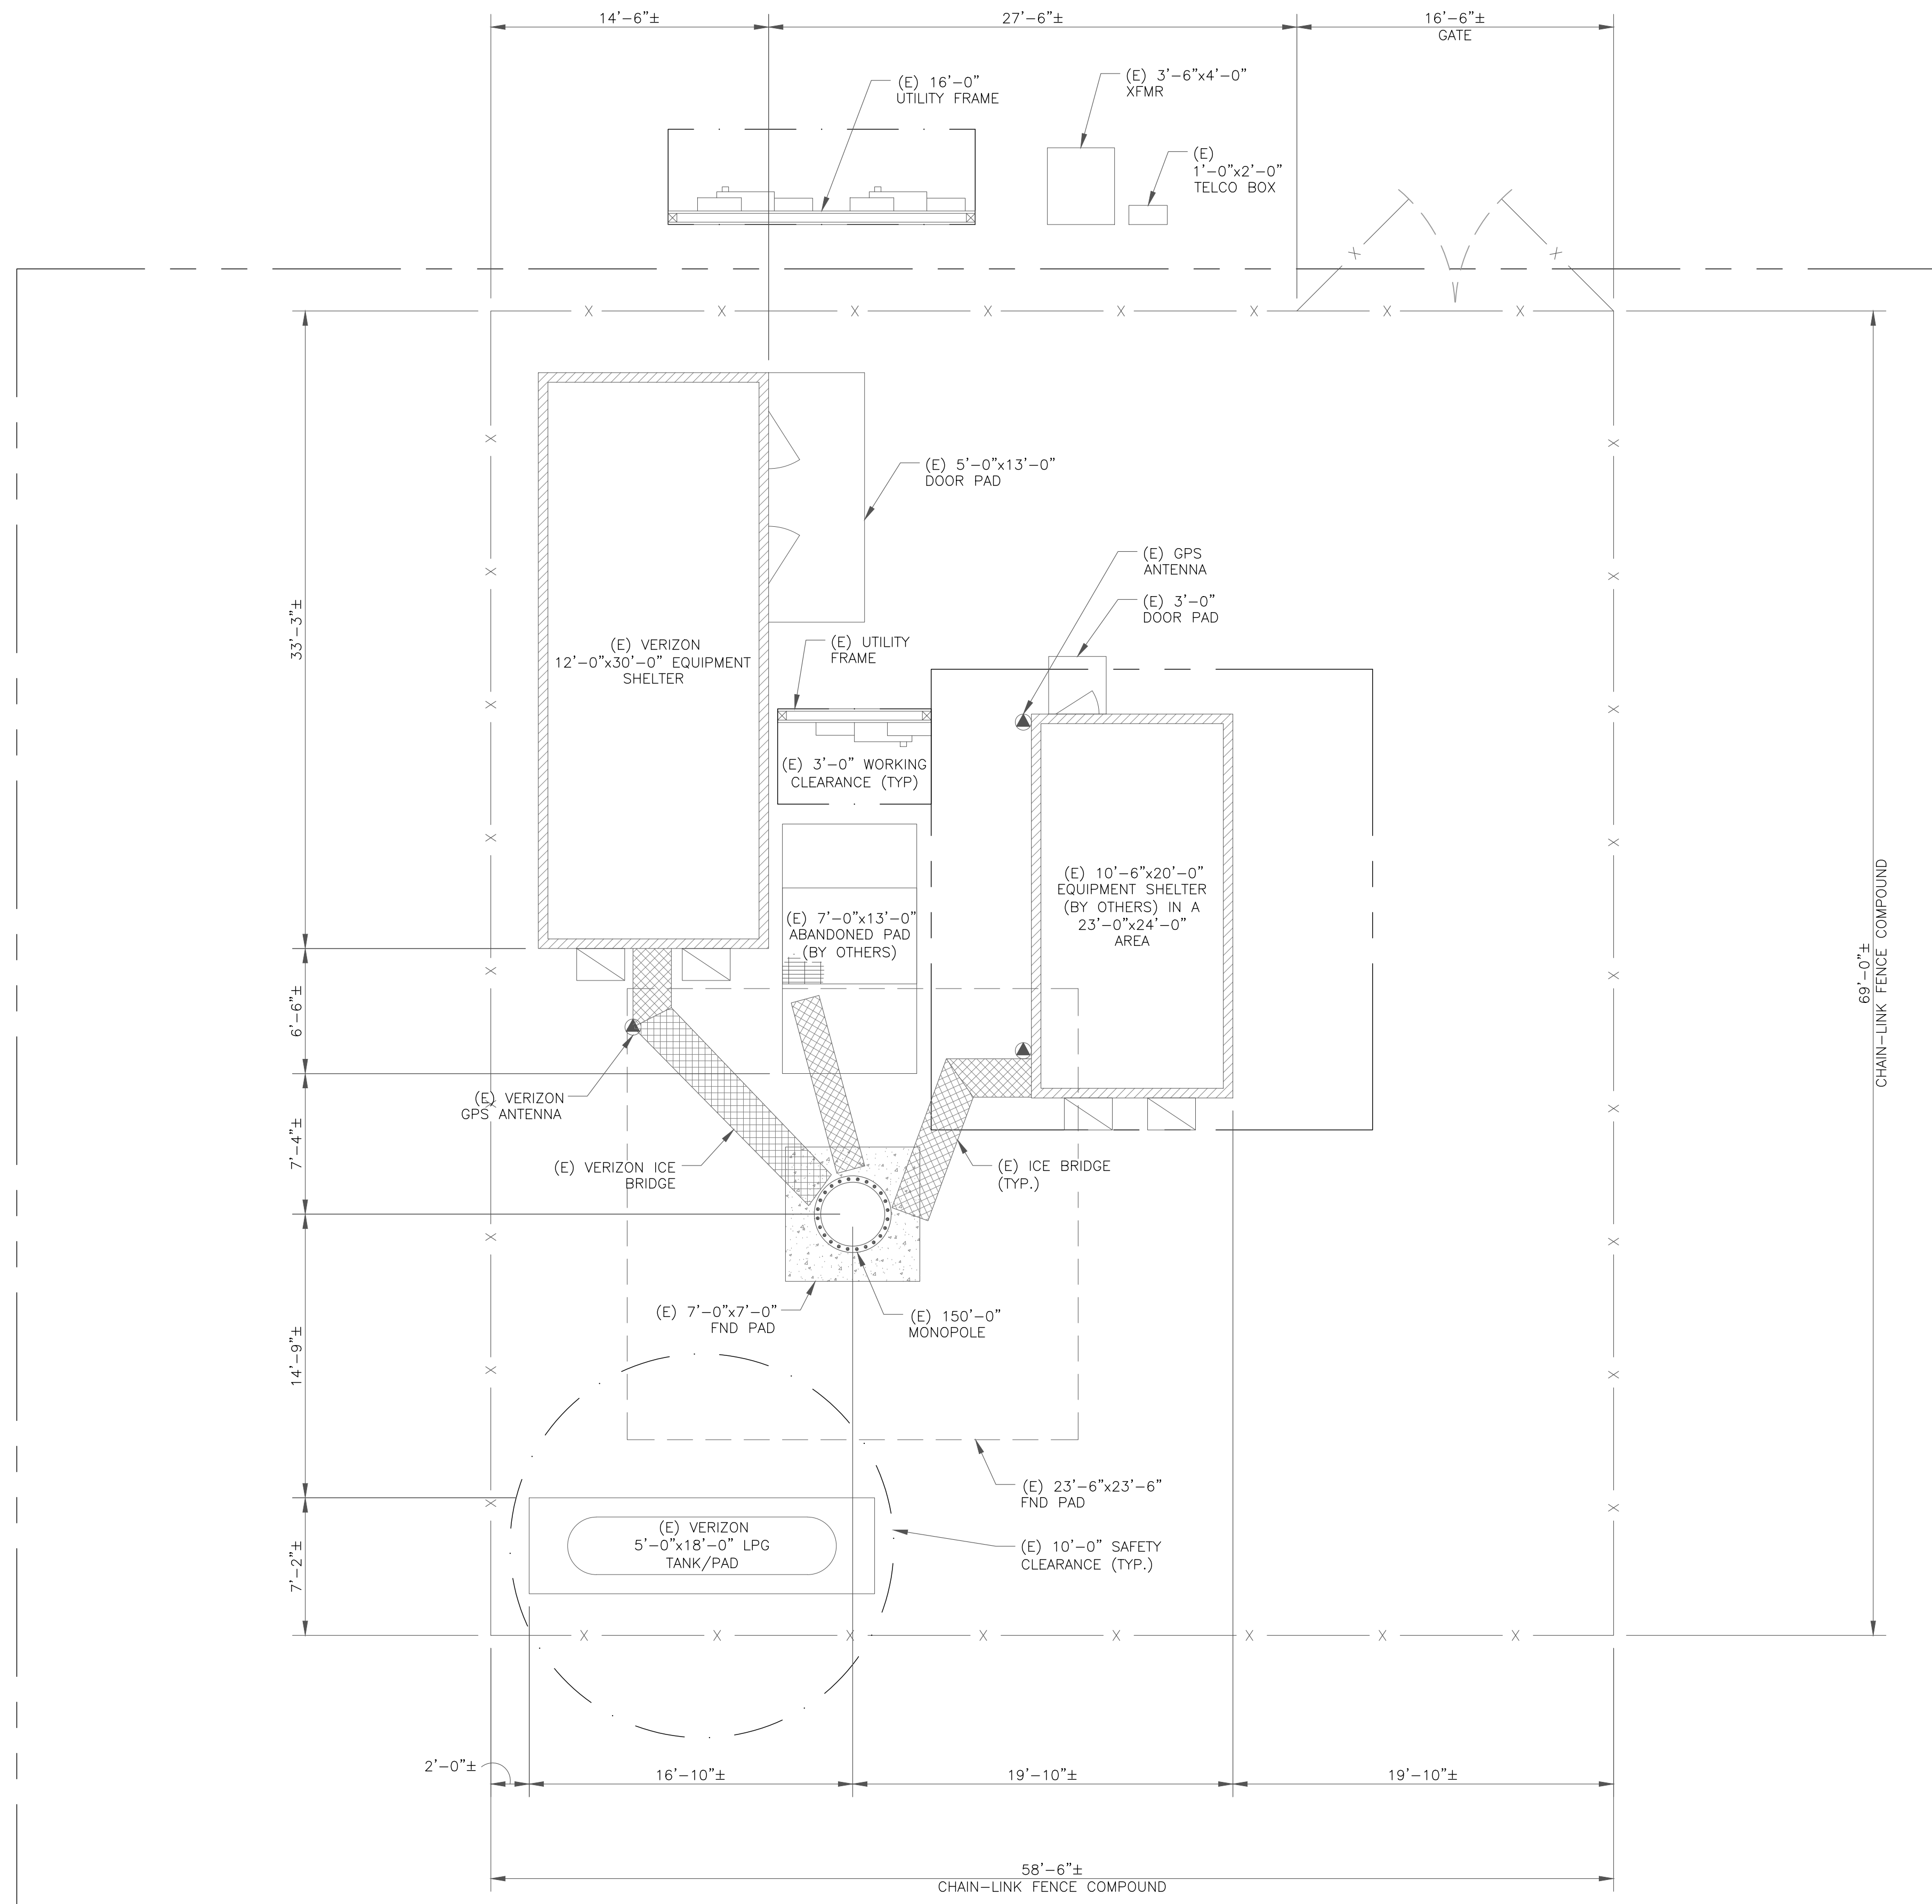 14'-6"±
27'-6"±
16'-6"±
GATE
(E) 16'-0"
UTILITY FRAME
(E) 3'-6"x4'-0"
XFMR
(E)
1'-0"x2'-0"
TELCO BOX
(E) 5'-0"x13'-0"
DOOR PAD
(E) GPS
ANTENNA
(E) 3'-0"
DOOR PAD
33'-3"±
(E) VERIZON
12'-0"x30'-0" EQUIPMENT
SHELTER
(E) UTILITY
FRAME
(E) 3'-0" WORKING
CLEARANCE (TYP)
(E) 7'-0"x13'-0"
ABANDONED PAD
(BY OTHERS)
(E) 10'-6"x20'-0"
EQUIPMENT SHELTER
(BY OTHERS) IN A
23'-0"x24'-0"
AREA
69'-0"±
CHAIN-LINK FENCE COMPOUND
6'-6"±
(E) VERIZON
GPS ANTENNA
7'-4"±
(E) VERIZON ICE
BRIDGE
(E) ICE BRIDGE
(TYP.)
(E) 7'-0"x7'-0"
FND PAD
(E) 150'-0"
MONOPOLE
14'-9"±
(E) 23'-6"x23'-6"
FND PAD
(E) VERIZON
5'-0"x18'-0" LPG
TANK/PAD
(E) 10'-0" SAFETY
CLEARANCE (TYP.)
7'-2"±
2'-0"±
16'-10"±
19'-10"±
19'-10"±
58'-6"±
CHAIN-LINK FENCE COMPOUND